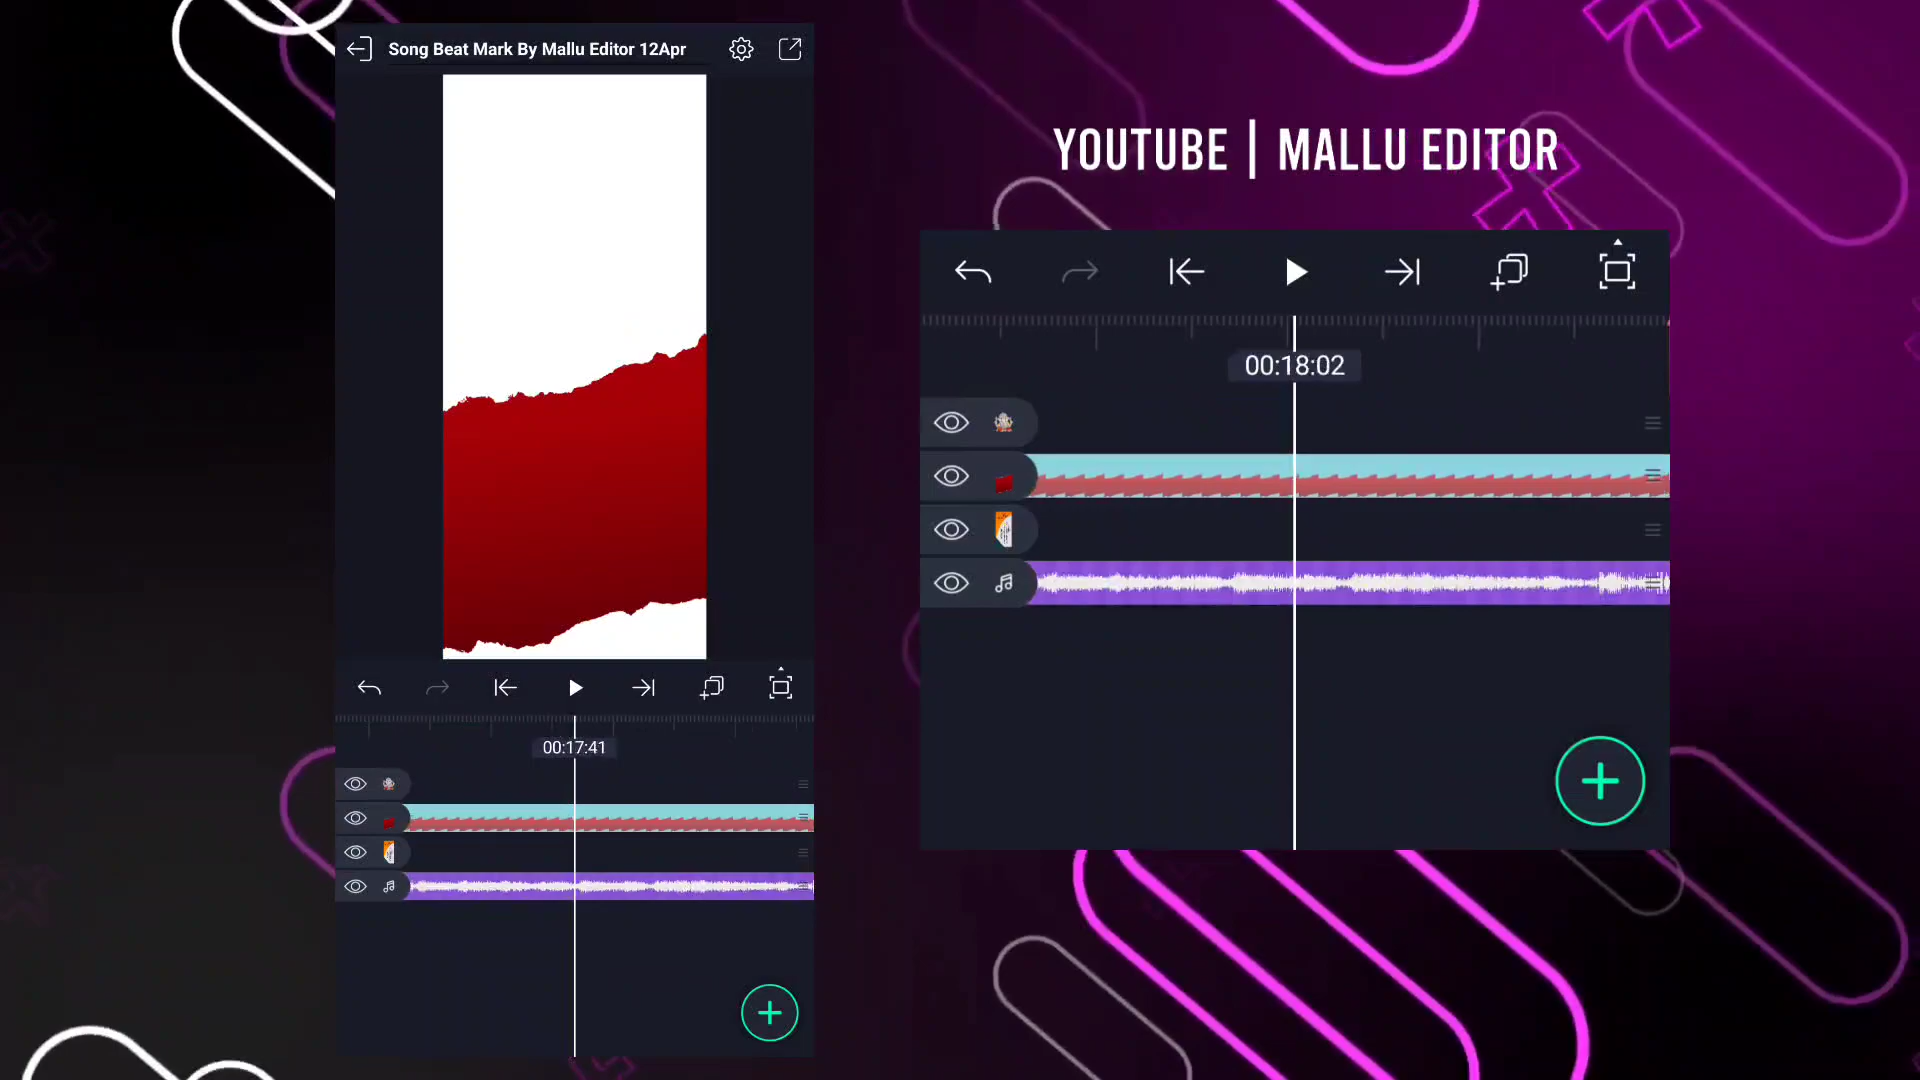 Song Beat Mark By Mallu Editor 12Apr
YOUTUBE | MALLU EDITOR
00:18:02
00:17:41